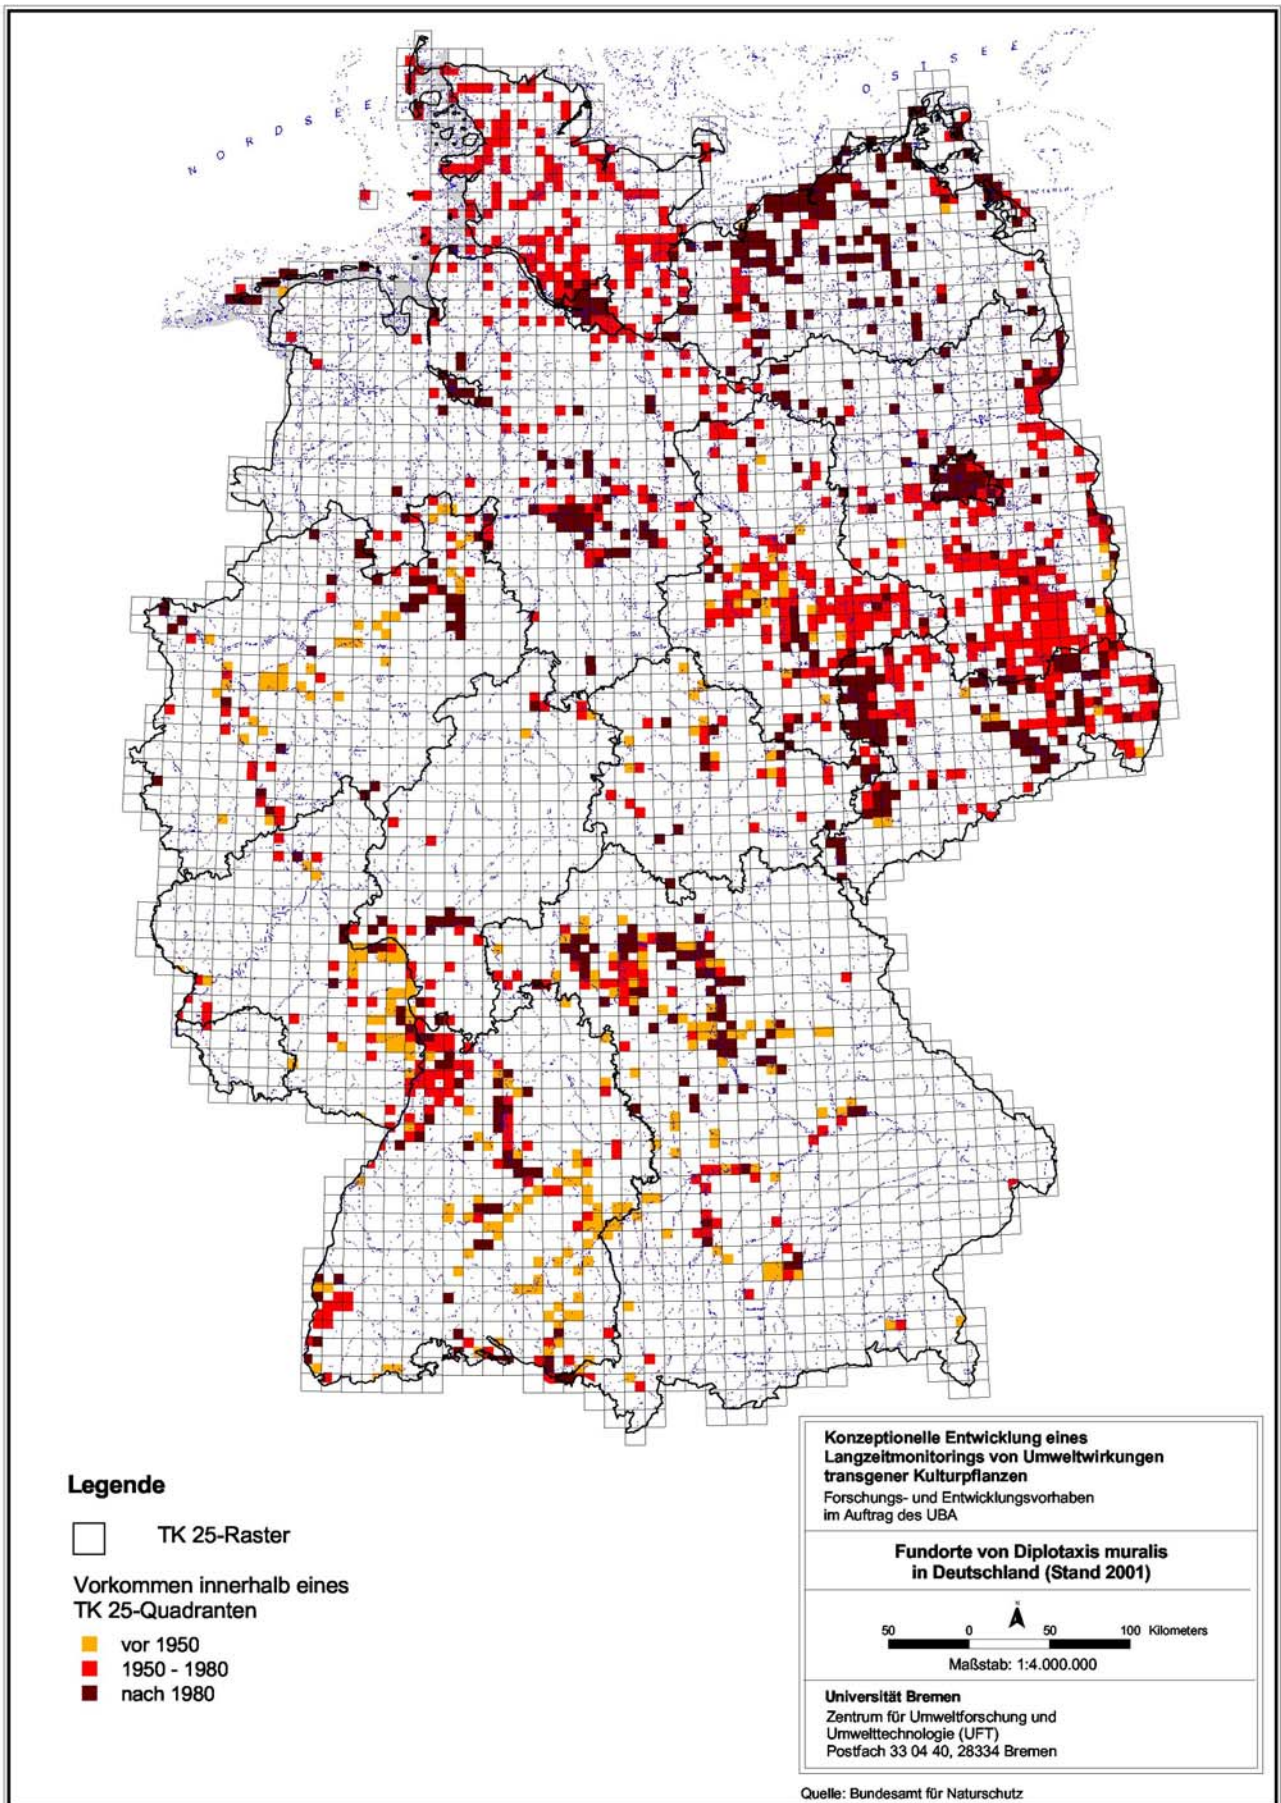 NORDSEE
OSTSEE
Legende
TK 25-Raster
Vorkommen innerhalb eines
TK 25-Quadranten
vor 1950
1950 - 1980
nach 1980
Konzeptionelle Entwicklung eines
Langzeitmonitorings von Umweltwirkungen
transgener Kulturpflanzen
Forschungs- und Entwicklungsvorhaben
im Auftrag des UBA
Fundorte von Diplotaxis muralis
in Deutschland (Stand 2001)
N
50 0 50 100 Kilometers
Maßstab: 1:4.000.000
Universität Bremen
Zentrum für Umweltforschung und
Umwelttechnologie (UFT)
Postfach 33 04 40, 28334 Bremen
Quelle: Bundesamt für Naturschutz